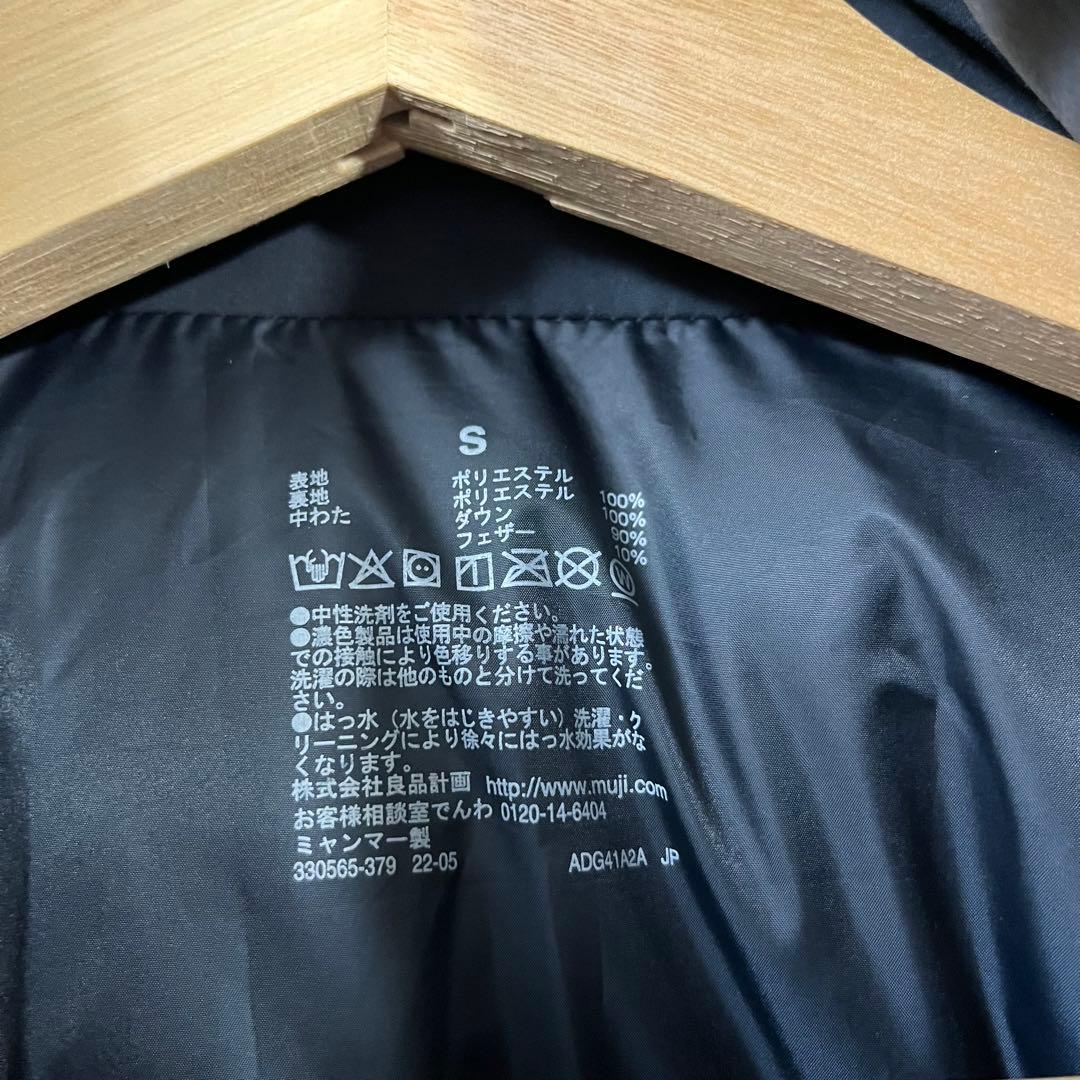 S
表地 ポリエステル 100%
裏地 ポリエステル 100%
中わた ダウン 90%
フェザー 10%
●中性洗剤をご使用ください。
●濃色製品は使用中の摩擦や濡れた状態
での接触により色移りする事があります。
洗濯の際は他のものと分けて洗ってくだ
さい。
●はっ水（水をはじきやすい）洗濯・ク
リーニングにより徐々にはっ水効果がな
くなります。
株式会社良品計画 http://www.muji.com
お客様相談室でんわ 0120-14-6404
ミャンマー製
330565-379 22-05 ADG41A2A JP